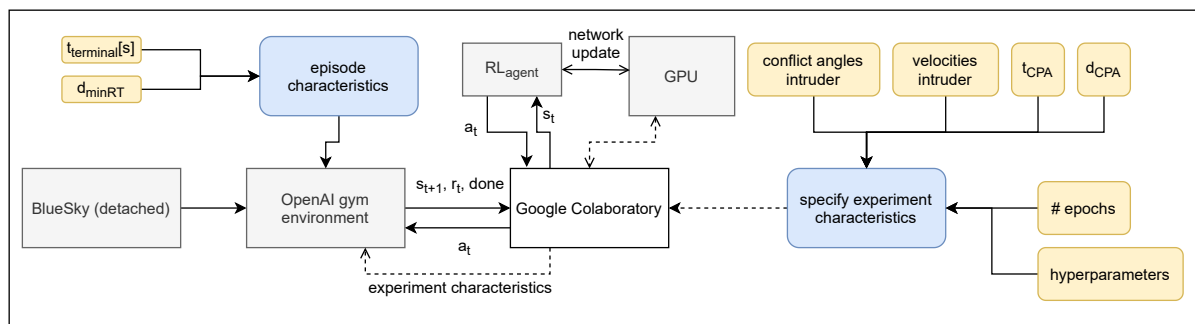 t_terminal[s]
d_minRT
episode
characteristics
RL_agent
network
update
GPU
conflict angles
intruder
velocities
intruder
t_CPA
d_CPA
a_t
s_t
BlueSky (detached)
OpenAI gym
environment
s_t+1, r_t, done
a_t
Google Colaboratory
specify experiment
characteristics
# epochs
hyperparameters
experiment characteristics